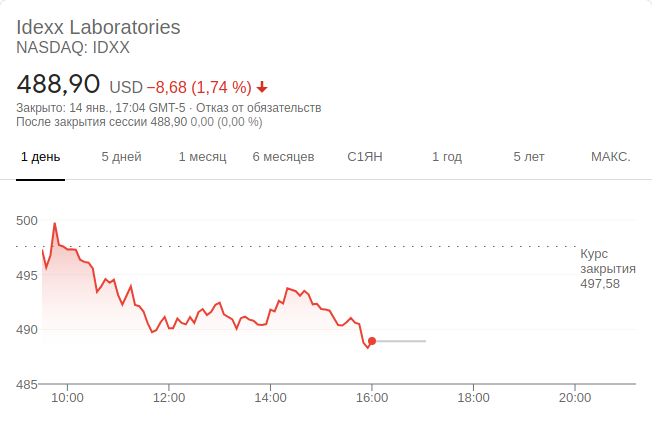 Idexx Laboratories
NASDAQ: IDXX
488,90 USD −8,68 (1,74 %)
Закрыто: 14 янв., 17:04 GMT-5 · Отказ от обязательств
После закрытия сессии 488,90 0,00 (0,00 %)
1 день 5 дней 1 месяц 6 месяцев С1ЯН 1 год 5 лет МАКС.
500
Курс
закрытия
497,58
495
490
485
10:00 12:00 14:00 16:00 18:00 20:00